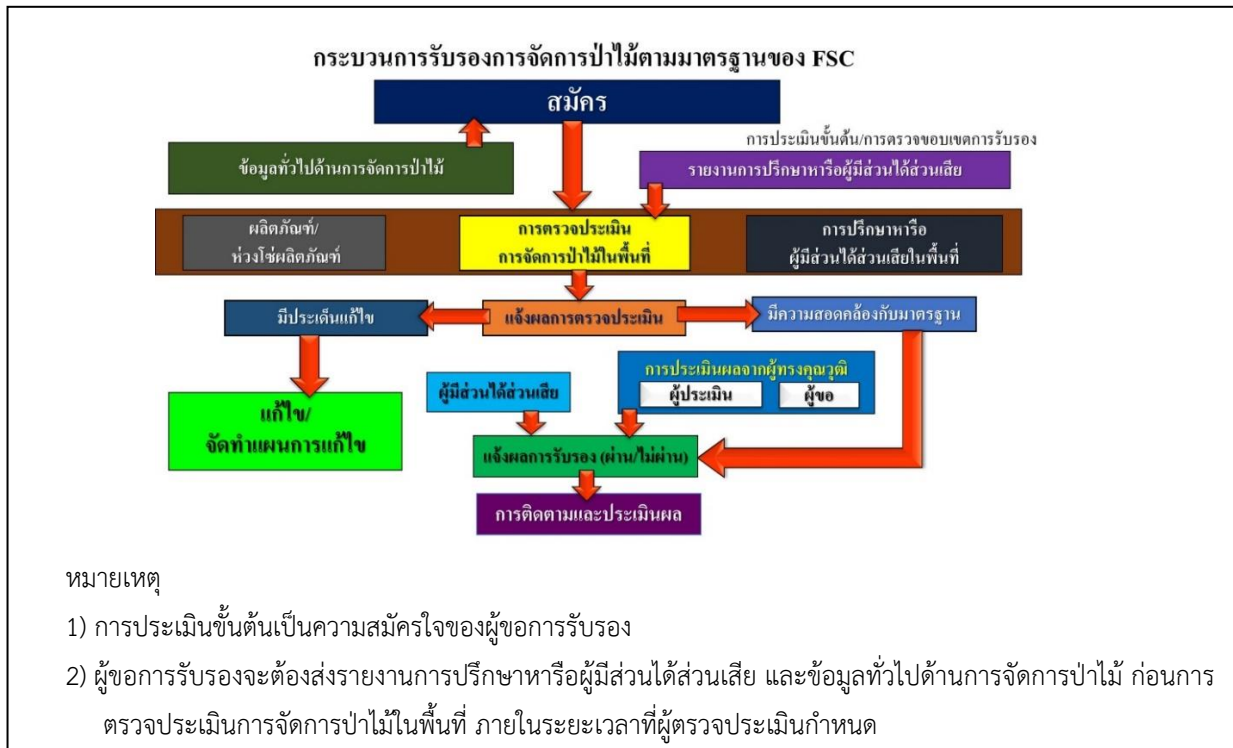 กระบวนการรับรองการจัดการป่าไม้ตามมาตรฐานของ FSC
สมัคร
การประเมินขั้นต้น/การตรวจขอบเขตการรับรอง
ข้อมูลทั่วไปด้านการจัดการป่าไม้
รายงานการปรึกษาหารือผู้มีส่วนได้ส่วนเสีย
ผลิตภัณฑ์/
ห่วงโซ่ผลิตภัณฑ์
การตรวจประเมิน
การจัดการป่าไม้ในพื้นที่
การปรึกษาหารือ
ผู้มีส่วนได้ส่วนเสียในพื้นที่
มีประเด็นแก้ไข
แจ้งผลการตรวจประเมิน
มีความสอดคล้องกับมาตรฐาน
การประเมินผลจากผู้ทรงคุณวุฒิ
ผู้ประเมิน
ผู้ขอ
ผู้มีส่วนได้ส่วนเสีย
แก้ไข/
จัดทำแผนการแก้ไข
แจ้งผลการรับรอง (ผ่าน/ไม่ผ่าน)
การติดตามและประเมินผล
หมายเหตุ
1) การประเมินขั้นต้นเป็นความสมัครใจของผู้ขอการรับรอง
2) ผู้ขอการรับรองจะต้องส่งรายงานการปรึกษาหารือผู้มีส่วนได้ส่วนเสีย และข้อมูลทั่วไปด้านการจัดการป่าไม้ ก่อนการ
ตรวจประเมินการจัดการป่าไม้ในพื้นที่ ภายในระยะเวลาที่ผู้ตรวจประเมินกำหนด